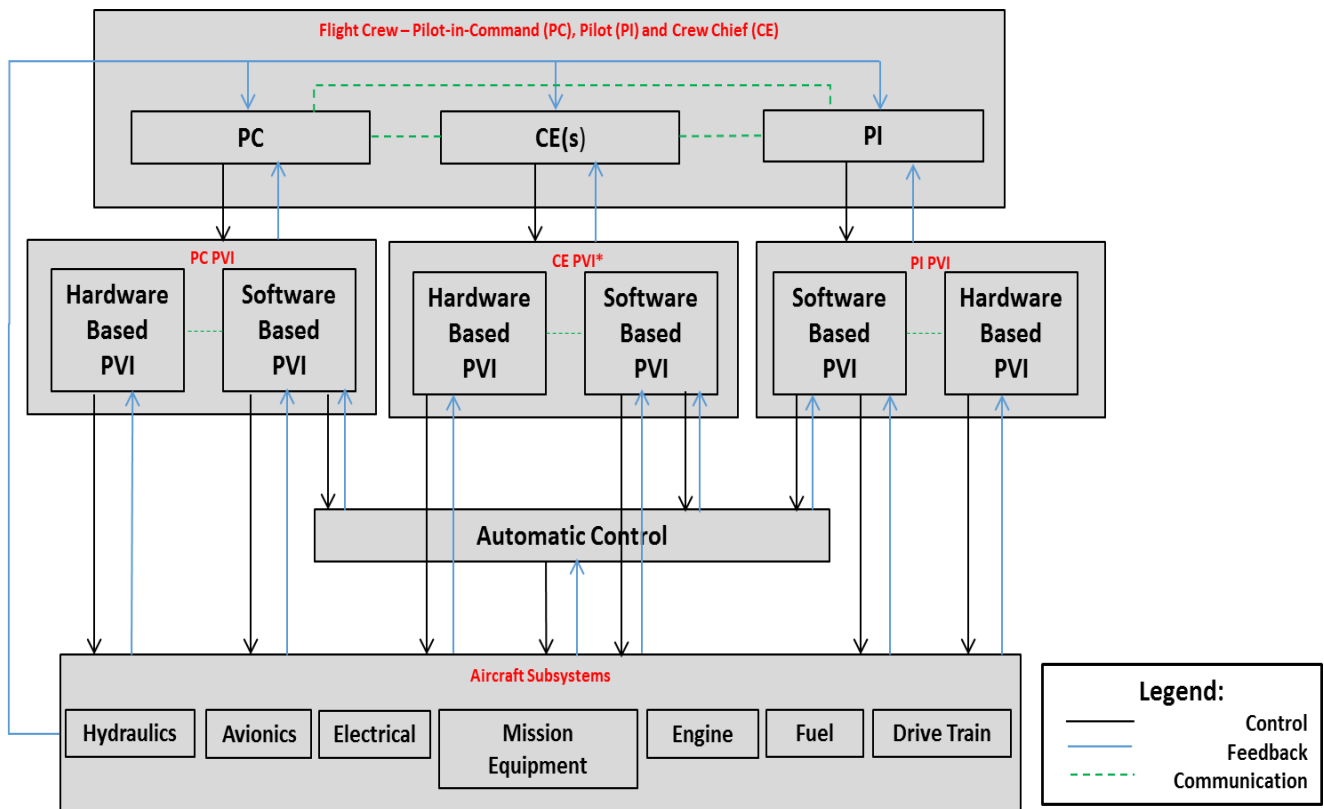 Flight Crew – Pilot-in-Command (PC), Pilot (PI) and Crew Chief (CE)
PC
CE(s)
PI
PC PVI
Hardware
Based
PVI
Software
Based
PVI
CE PVI*
Hardware
Based
PVI
Software
Based
PVI
PI PVI
Software
Based
PVI
Hardware
Based
PVI
Automatic Control
Aircraft Subsystems
Hydraulics
Avionics
Electrical
Mission
Equipment
Engine
Fuel
Drive Train
Legend:
Control
Feedback
Communication